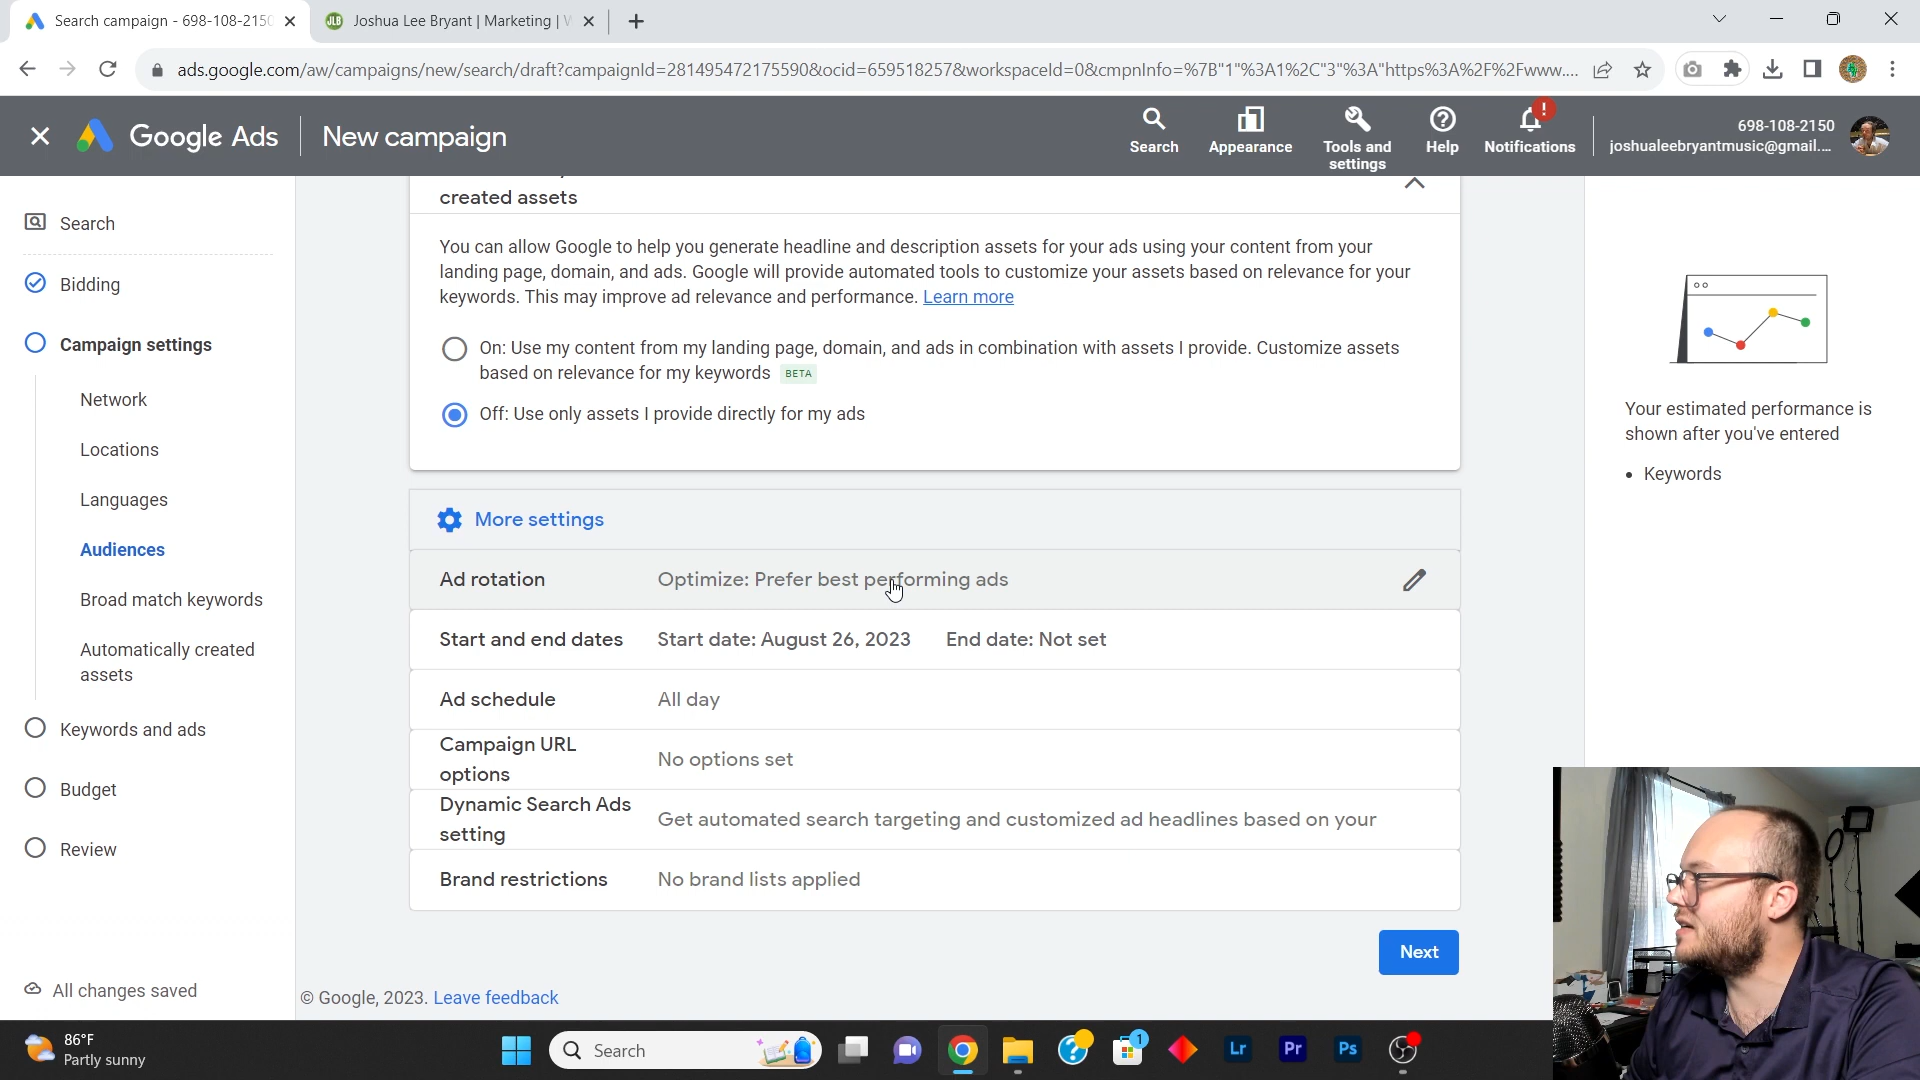 Search campaign - 698-108-2150
JLB
Joshua Lee Bryant | Marketing |
ads.google.com/aw/campaigns/new/search/draft?campaignId=281495472175590&ocid=659518257&workspaceId=0&cmpnInfo=%7B"1"%3A1%2C"3"%3A"https%3A%2F%2Fwww....
Google Ads
New campaign
Search
Appearance
Tools and
settings
Help
!
Notifications
698-108-2150
joshualeebryantmusic@gmail....
Search
Bidding
Campaign settings
Network
Locations
Languages
Audiences
Broad match keywords
Automatically created
assets
Keywords and ads
Budget
Review
All changes saved
created assets
You can allow Google to help you generate headline and description assets for your ads using your content from your
landing page, domain, and ads. Google will provide automated tools to customize your assets based on relevance for your
keywords. This may improve ad relevance and performance. Learn more
On: Use my content from my landing page, domain, and ads in combination with assets I provide. Customize assets
based on relevance for my keywords BETA
Off: Use only assets I provide directly for my ads
More settings
Ad rotation Optimize: Prefer best performing ads
Start and end dates Start date: August 26, 2023 End date: Not set
Ad schedule All day
Campaign URL
options
No options set
Dynamic Search Ads
setting
Get automated search targeting and customized ad headlines based on your
Brand restrictions No brand lists applied
Next
© Google, 2023. Leave feedback
Your estimated performance is
shown after you've entered
• Keywords
86°F
Partly sunny
Search
1
Lr
Pr
Ps